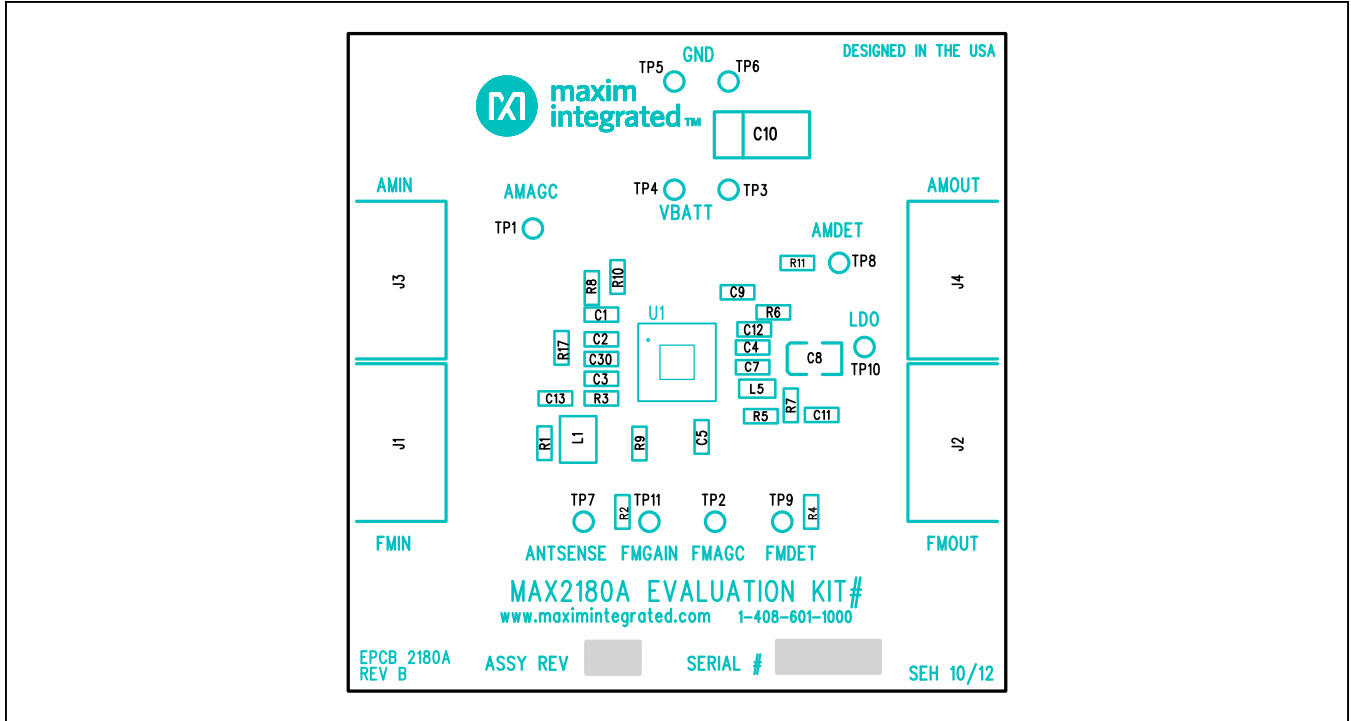 GND
DESIGNED IN THE USA
TP5
TP6
maxim
integrated™
C10
AMIN
AMAGC
TP4
TP3
VBATT
AMOUT
TP1
AMDET
R11
TP8
J3
J4
R8
R10
C9
C1
U1
R6
LDO
C12
R17
C2
C4
C30
C8
C7
TP10
C3
L5
C13
R3
R7
R5
C11
J1
R1
L1
R9
C5
J2
TP7
TP11
TP2
TP9
R2
R4
FMIN
ANTSENSE
FMGAIN
FMAGC
FMDET
FMOUT
MAX2180A EVALUATION KIT#
www.maximintegrated.com 1-408-601-1000
EPCB 2180A
REV B
ASSY REV
SERIAL #
SEH 10/12